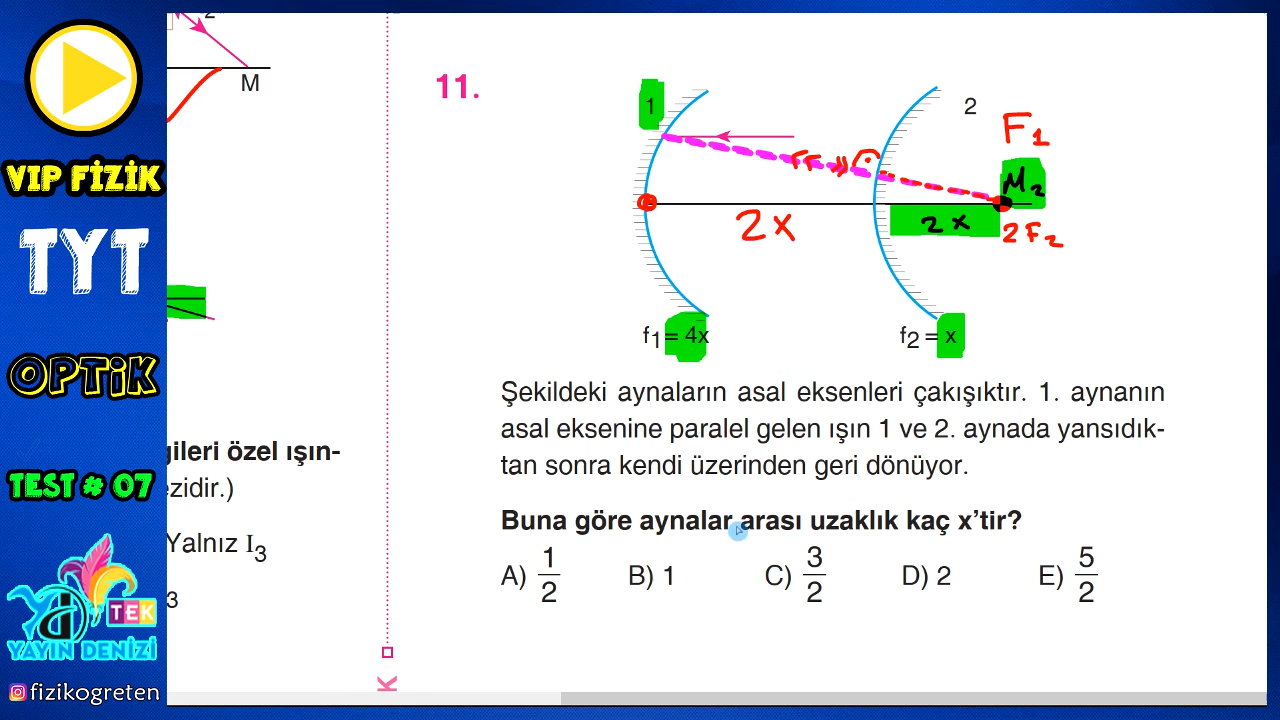 VIP FİZİK
TYT
OPTİK
TEST # 07
TEK
YAYIN DENİZİ
fizikogreten
2
M
gileri özel ışın-
zidir.)
Yalnız I3
3
11.
1
2
F1
M2
2x
2x
2F2
f1 = 4x
f2 = x
Şekildeki aynaların asal eksenleri çakışıktır. 1. aynanın
asal eksenine paralel gelen ışın 1 ve 2. aynada yansıdık-
tan sonra kendi üzerinden geri dönüyor.
Buna göre aynalar arası uzaklık kaç x'tir?
A) 1/2 B) 1 C) 3/2 D) 2 E) 5/2
K